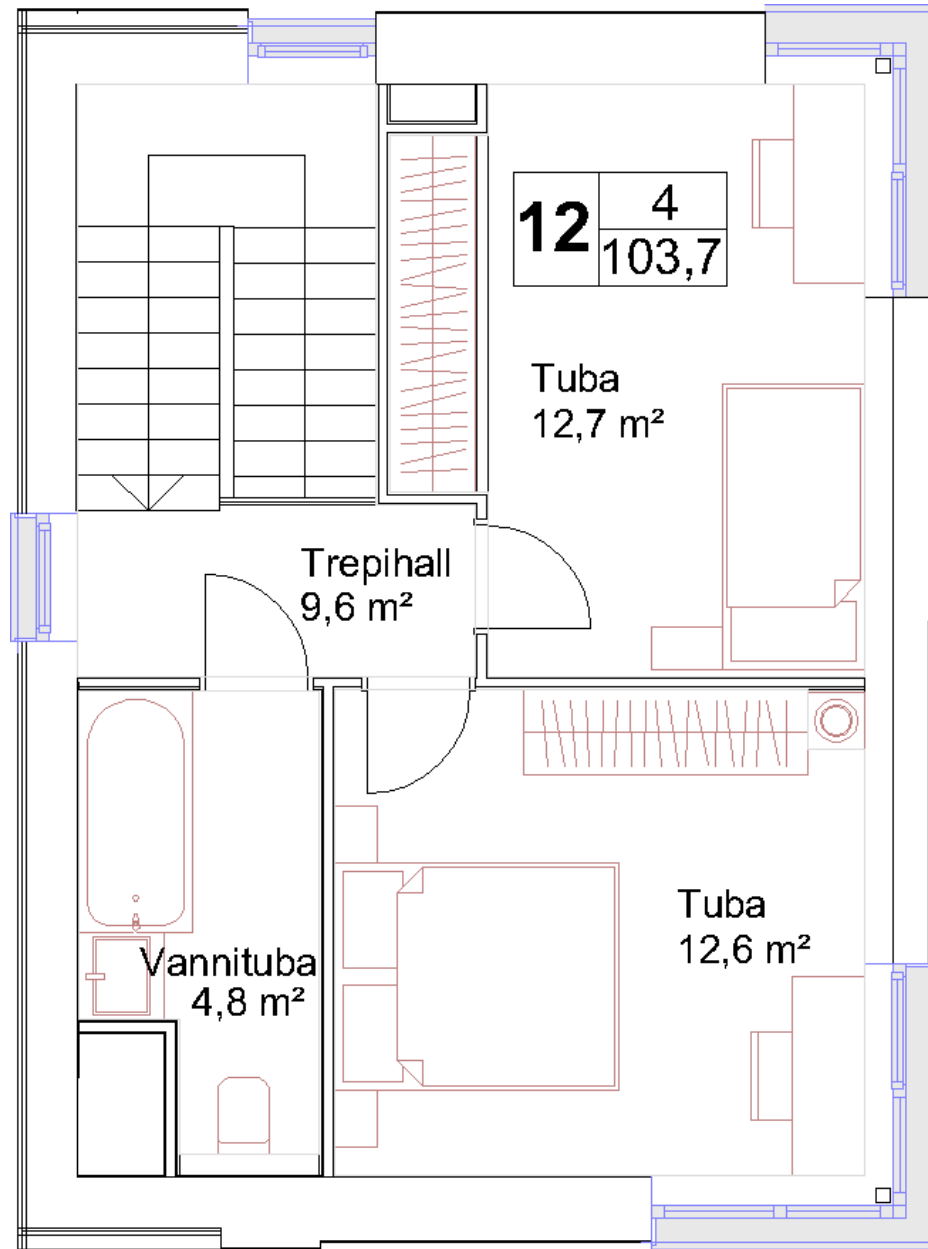 12
4
103,7
Tuba
12,7 m²
Trepihall
9,6 m²
Tuba
12,6 m²
Vannituba
4,8 m²